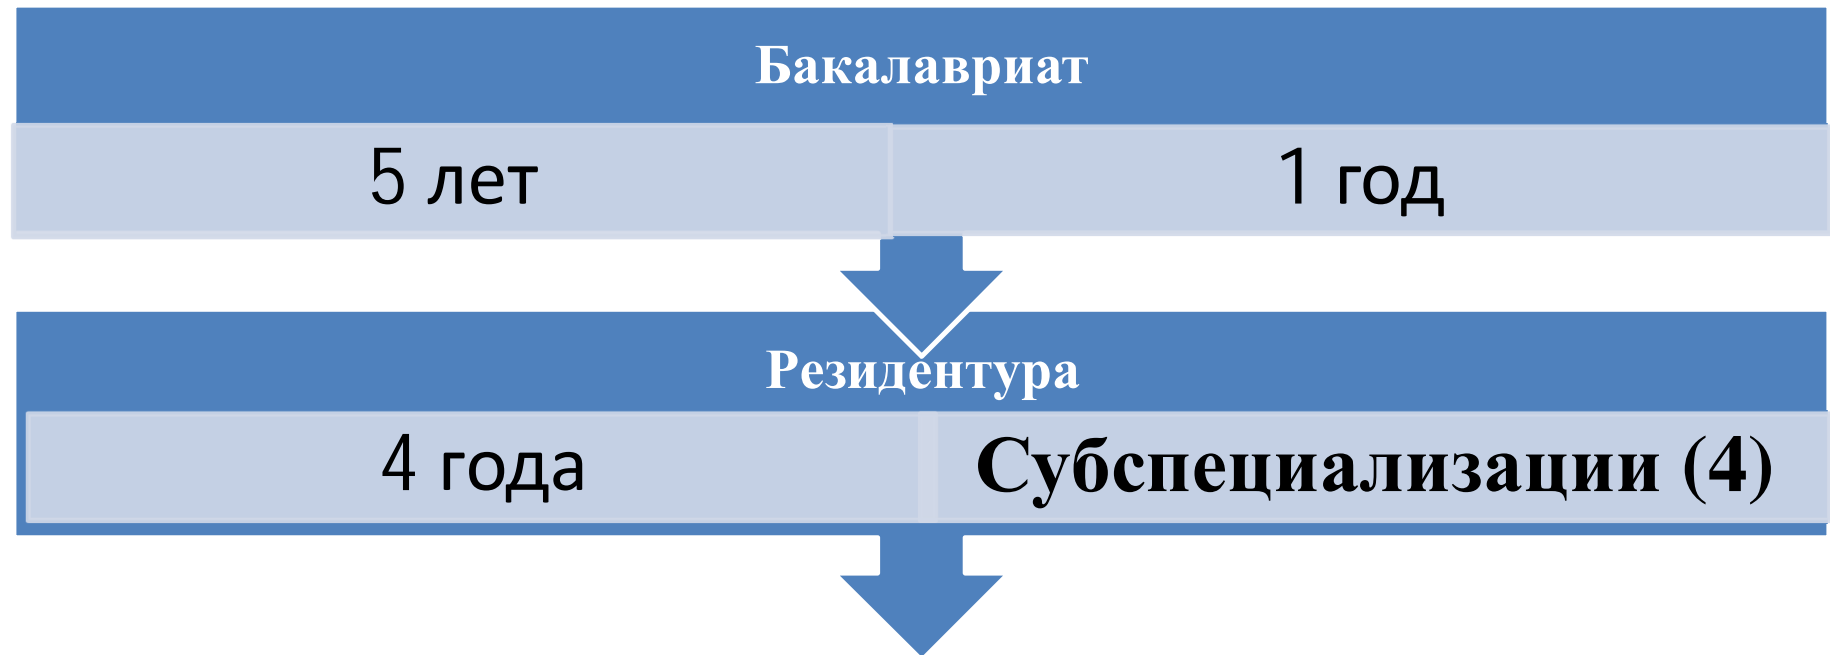 Бакалавриат
5 лет
1 год
Резидентура
4 года
Субспециализации (4)